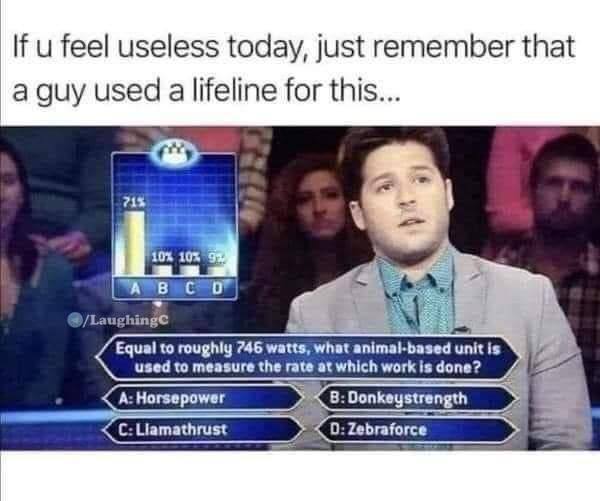 If u feel useless today, just remember that
a guy used a lifeline for this...
71%
10% 10% 9%
A B C D
/LaughingC
Equal to roughly 746 watts, what animal-based unit is
used to measure the rate at which work is done?
A: Horsepower
B: Donkeystrength
C: Llamathrust
D: Zebraforce